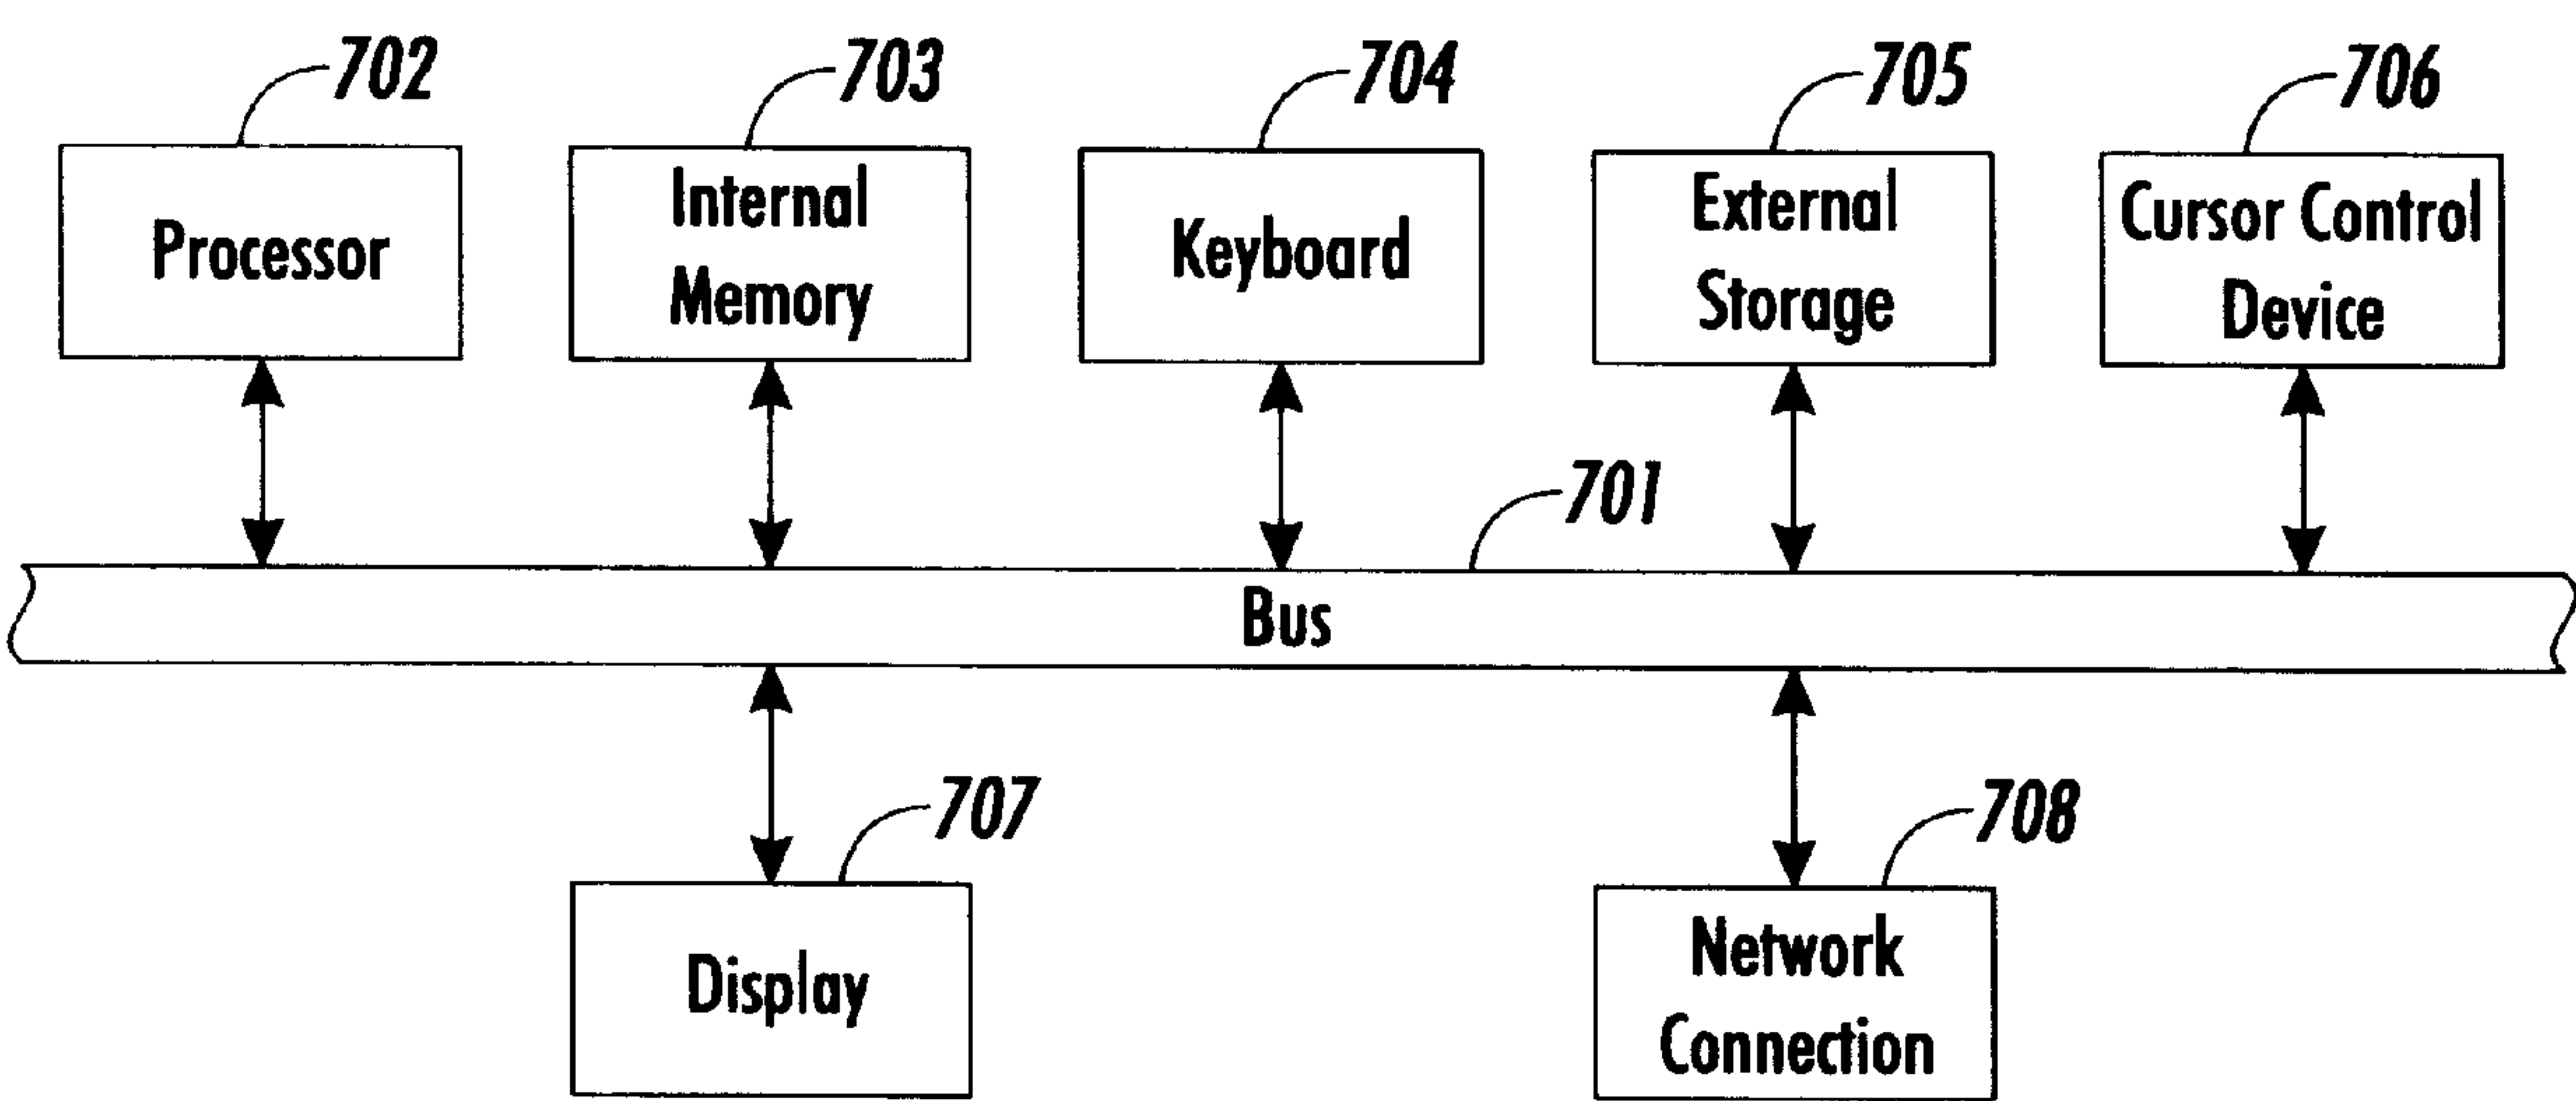 702
703
704
705
706
Processor
Internal
Memory
Keyboard
External
Storage
Cursor Control
Device
701
Bus
707
708
Display
Network
Connection